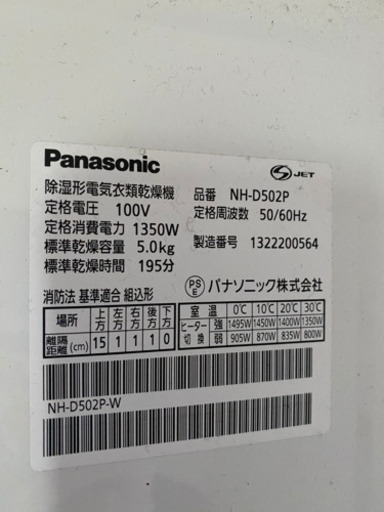 Panasonic
S JET
除湿形電気衣類乾燥機 品番 NH-D502P
定格電圧 100V 定格周波数 50/60Hz
定格消費電力 1350W
標準乾燥容量 5.0kg 製造番号 1322200564
標準乾燥時間 195分
消防法 基準適合 組込形
PSE パナソニック株式会社
場所 上方 左方 右方 後方 下方
離隔距離(cm) 15 1 1 1 0
室温 0℃ 10℃ 20℃ 30℃
ヒーター切換 強 1495W 1450W 1400W 1350W
弱 905W 870W 835W 800W
NH-D502P-W